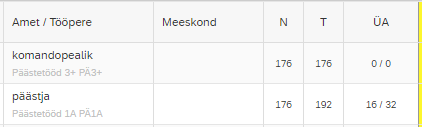 Amet / Tööpere Meeskond N T ÜA
komandopealik 176 176 0 / 0
Päästetööd 3+ PÄ3+
päästja 176 192 16 / 32
Päästetööd 1A PÄ1A